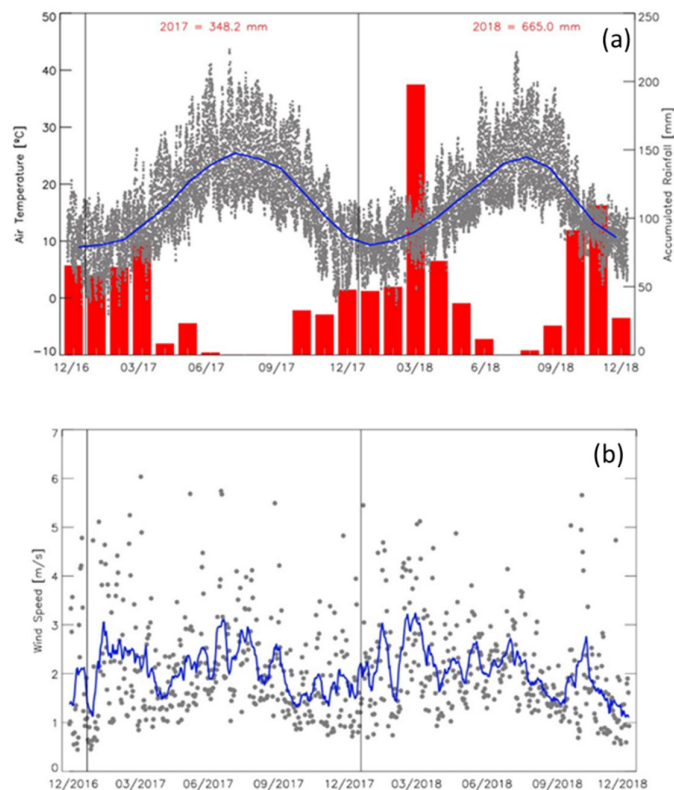 2017 = 348.2 mm
2018 = 665.0 mm
(a)
Air Temperature [ºC]
50
40
30
20
10
0
-10
Accumulated Rainfall [mm]
250
200
150
100
50
0
12/16 03/17 06/17 09/17 12/17 03/18 6/18 09/18 12/18
(b)
Wind Speed [m/s]
7
6
5
4
3
2
1
0
12/2016 03/2017 06/2017 09/2017 12/2017 03/2018 06/2018 09/2018 12/2018